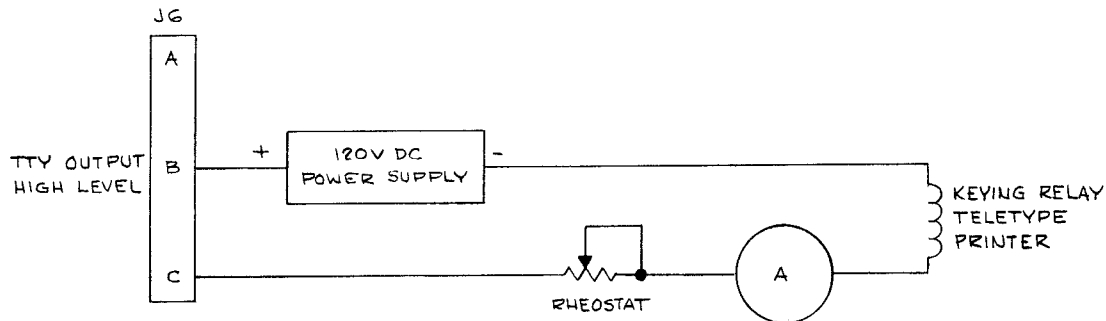 J6
A
TTY OUTPUT
HIGH LEVEL
B
+
120V DC
POWER SUPPLY
-
KEYING RELAY
TELETYPE
PRINTER
C
RHEOSTAT
A